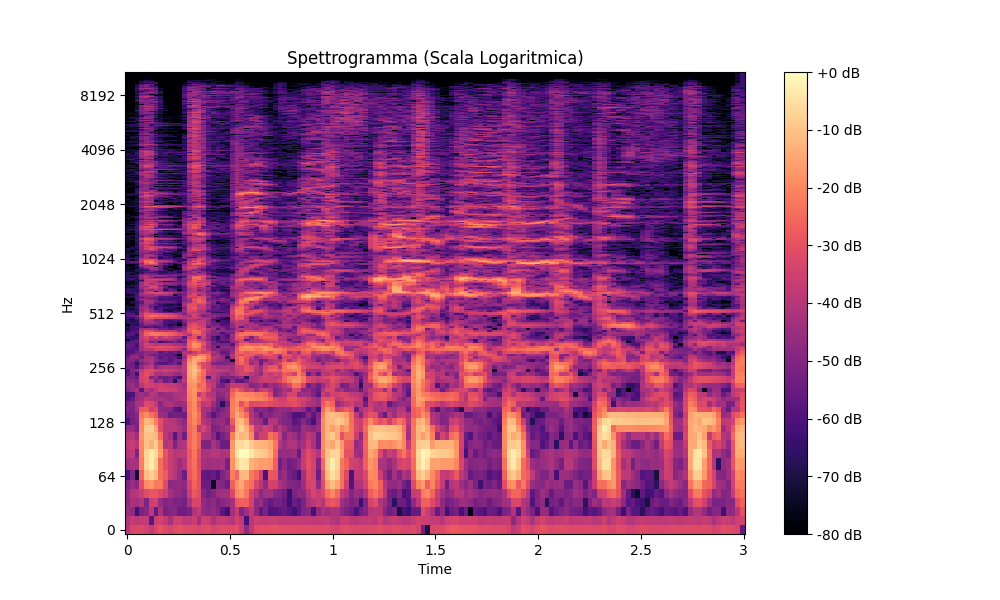 Spettrogramma (Scala Logaritmica)
Hz
8192
4096
2048
1024
512
256
128
64
0
0 0.5 1 1.5 2 2.5 3
Time
+0 dB
-10 dB
-20 dB
-30 dB
-40 dB
-50 dB
-60 dB
-70 dB
-80 dB